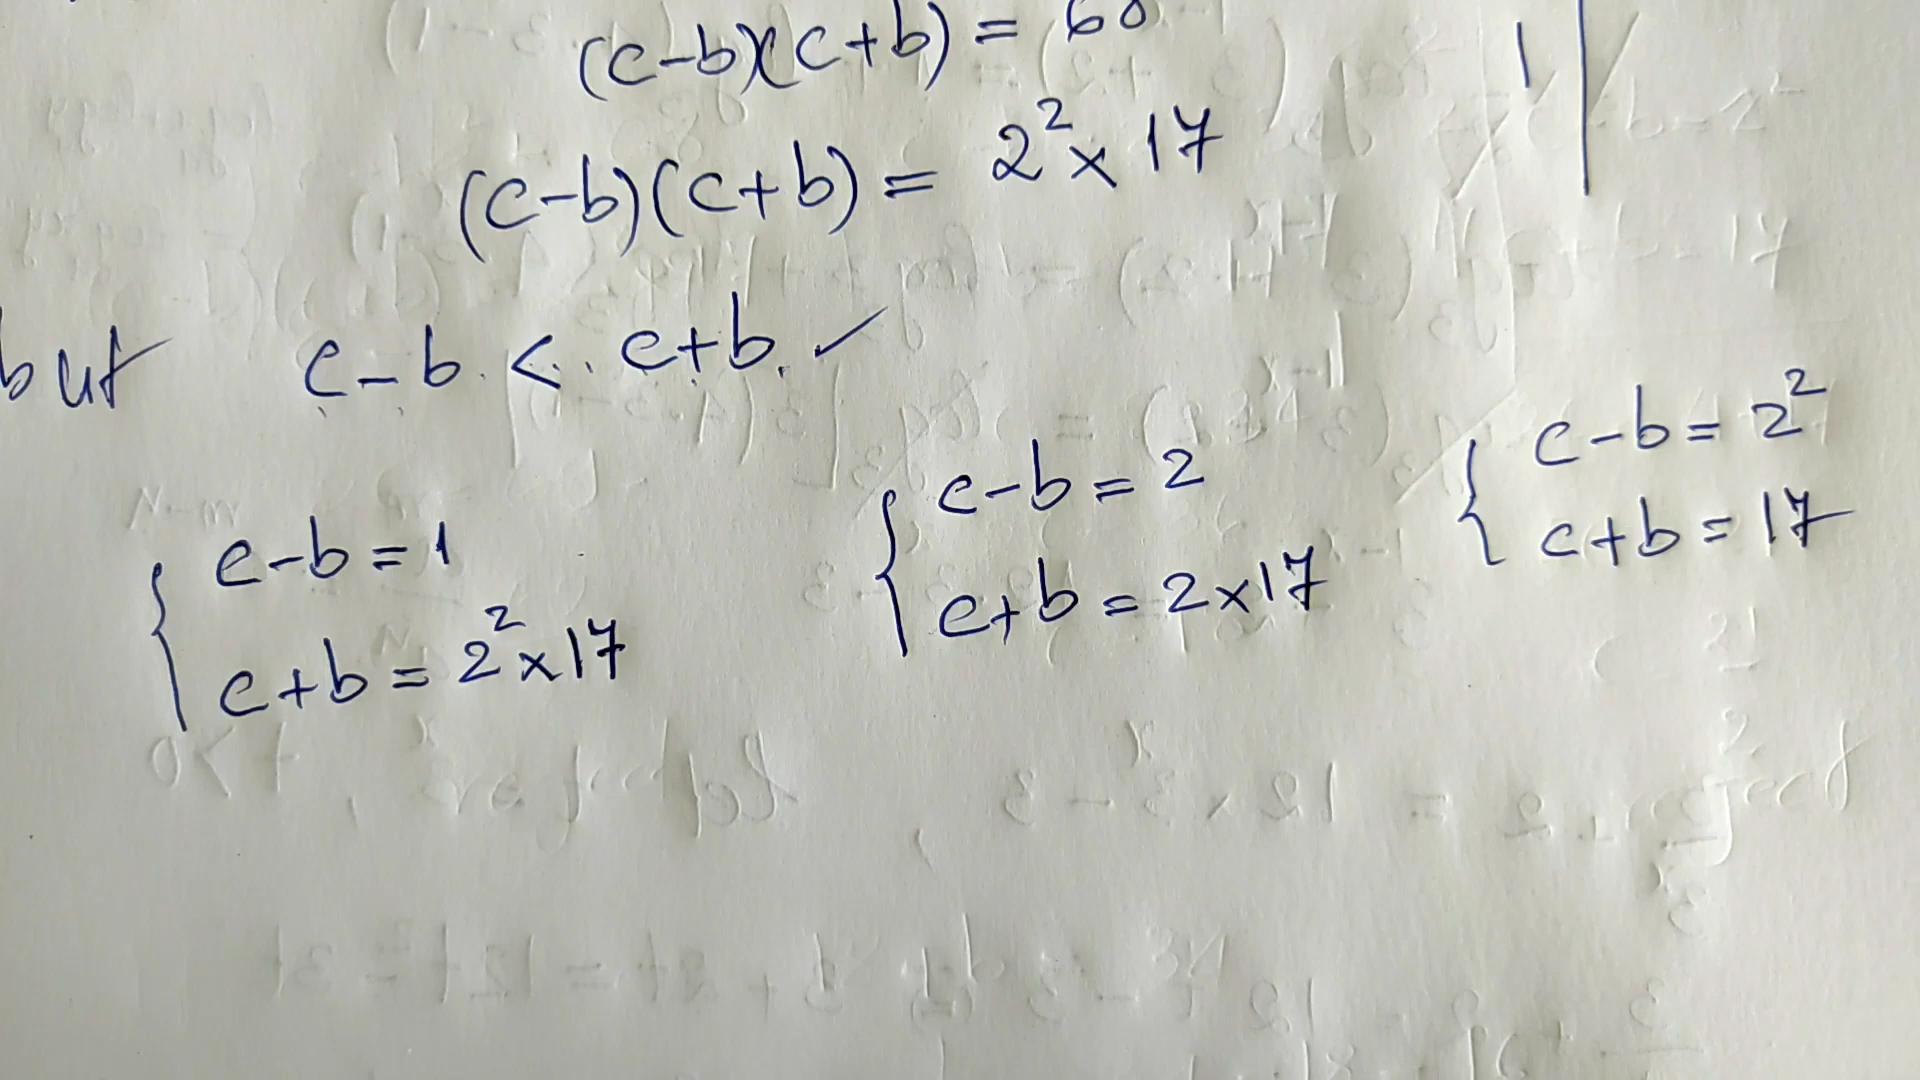 (c-b)(c+b) = 68
(c-b)(c+b) = 2² × 17
but c-b < c+b.
{ c-b = 1
c+b = 2² × 17
{ c-b = 2
c+b = 2×17
{ c-b = 2²
c+b = 17